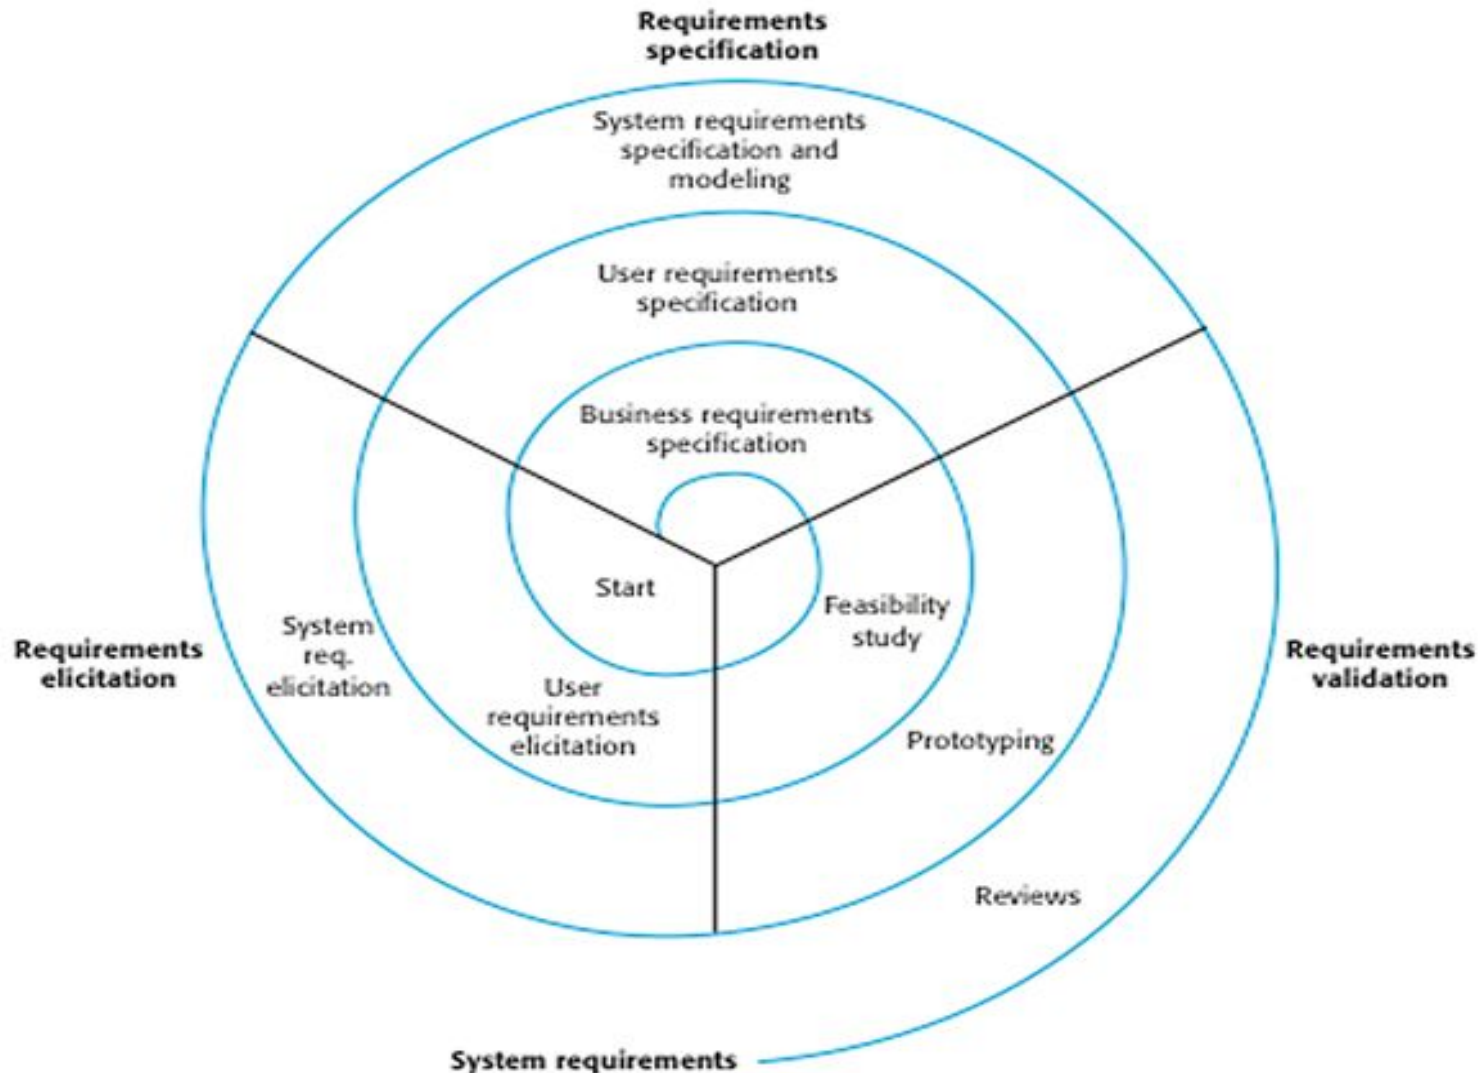 Requirements
specification
System requirements
specification and
modeling
User requirements
specification
Business requirements
specification
Start
Feasibility
study
System
req.
elicitation
Requirements
elicitation
User
requirements
elicitation
Requirements
validation
Prototyping
Reviews
System requirements